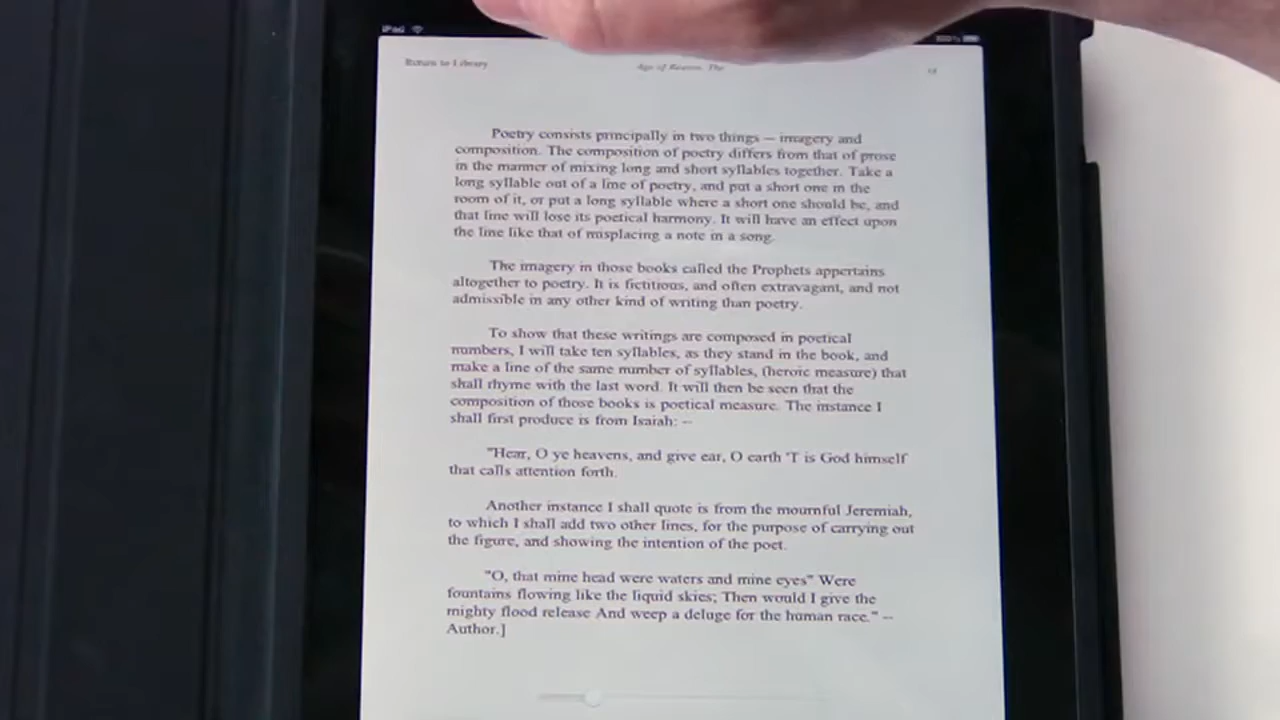 iPad
Return to Library
Age of Reason, The
Poetry consists principally in two things — imagery and
composition. The composition of poetry differs from that of prose
in the manner of mixing long and short syllables together. Take a
long syllable out of a line of poetry, and put a short one in the
room of it, or put a long syllable where a short one should be, and
that line will lose its poetical harmony. It will have an effect upon
the line like that of misplacing a note in a song.
The imagery in those books called the Prophets appertains
altogether to poetry. It is fictitious, and often extravagant, and not
admissible in any other kind of writing than poetry.
To show that these writings are composed in poetical
numbers, I will take ten syllables, as they stand in the book, and
make a line of the same number of syllables, (heroic measure) that
shall rhyme with the last word. It will then be seen that the
composition of those books is poetical measure. The instance I
shall first produce is from Isaiah: --
"Hear, O ye heavens, and give ear, O earth 'T is God himself
that calls attention forth.
Another instance I shall quote is from the mournful Jeremiah,
to which I shall add two other lines, for the purpose of carrying out
the figure, and showing the intention of the poet.
"O, that mine head were waters and mine eyes" Were
fountains flowing like the liquid skies; Then would I give the
mighty flood release And weep a deluge for the human race." --
Author.]